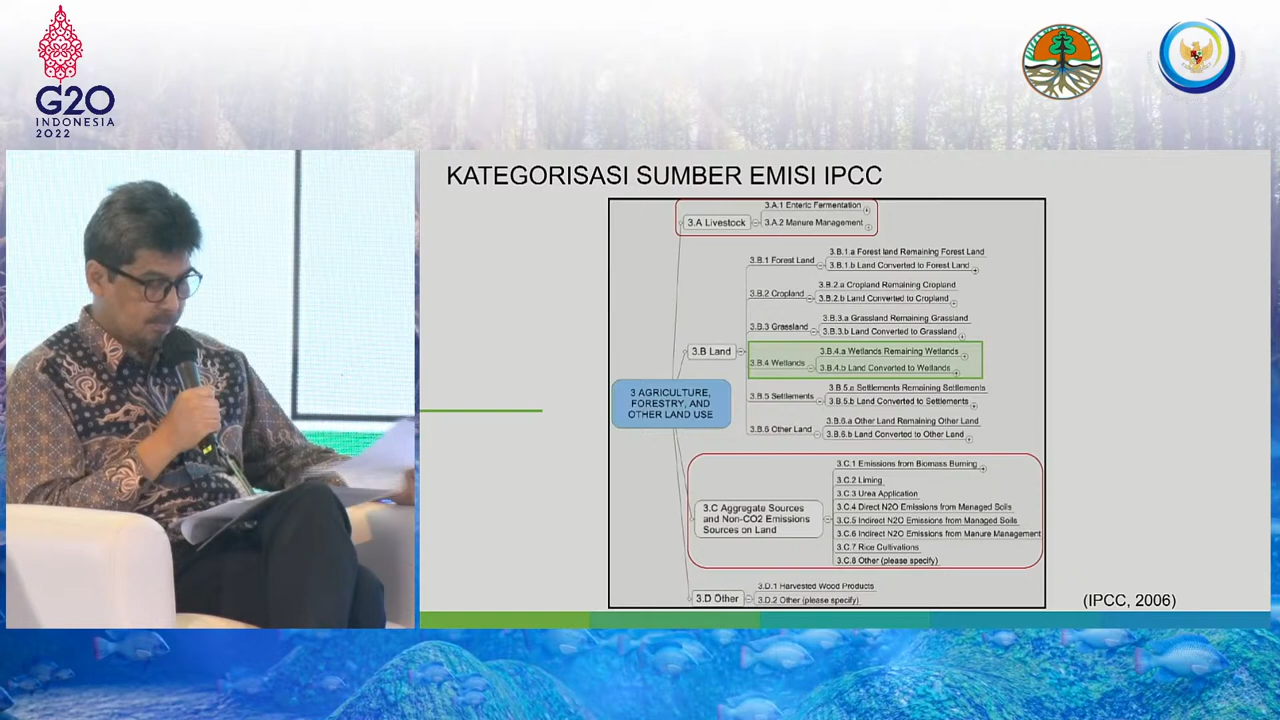 G20
INDONESIA
2022
KATEGORISASI SUMBER EMISI IPCC
3.A Livestock
3.A.1 Enteric Fermentation
3.A.2 Manure Management
3.B.1 Forest Land
3.B.1.a Forest land Remaining Forest Land
3.B.1.b Land Converted to Forest Land
3.B.2 Cropland
3.B.2.a Cropland Remaining Cropland
3.B.2.b Land Converted to Cropland
3.B.3 Grassland
3.B.3.a Grassland Remaining Grassland
3.B.3.b Land Converted to Grassland
3.B Land
3.B.4 Wetlands
3.B.4.a Wetlands Remaining Wetlands
3.B.4.b Land Converted to Wetlands
3 AGRICULTURE,
FORESTRY, AND
OTHER LAND USE
3.B.5 Settlements
3.B.5.a Settlements Remaining Settlements
3.B.5.b Land Converted to Settlements
3.B.6 Other Land
3.B.6.a Other Land Remaining Other Land
3.B.6.b Land Converted to Other Land
3.C Aggregate Sources
and Non-CO2 Emissions
Sources on Land
3.C.1 Emissions from Biomass Burning
3.C.2 Liming
3.C.3 Urea Application
3.C.4 Direct N2O Emissions from Managed Soils
3.C.5 Indirect N2O Emissions from Managed Soils
3.C.6 Indirect N2O Emissions from Manure Management
3.C.7 Rice Cultivations
3.C.8 Other (please specify)
3.D Other
3.D.1 Harvested Wood Products
3.D.2 Other (please specify)
(IPCC, 2006)